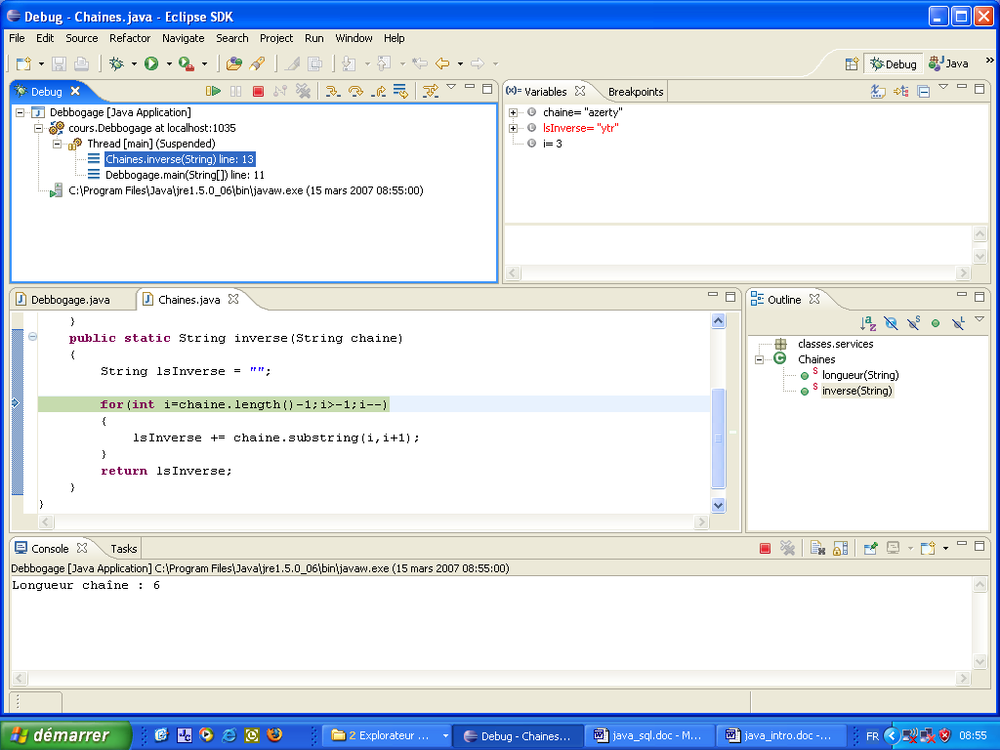 Debug - Chaines.java - Eclipse SDK
File Edit Source Refactor Navigate Search Project Run Window Help
Debug Java »
Debug
Debbogage [Java Application]
cours.Debbogage at localhost:1035
Thread [main] (Suspended)
Chaines.inverse(String) line: 13
Debbogage.main(String[]) line: 11
C:\Program Files\Java\jre1.5.0_06\bin\javaw.exe (15 mars 2007 08:55:00)
(x)= Variables Breakpoints
chaine= "azerty"
lsInverse= "ytr"
i= 3
Debbogage.java Chaines.java
}
public static String inverse(String chaine)
{
String lsInverse = "";
for(int i=chaine.length()-1;i>-1;i--)
{
lsInverse += chaine.substring(i,i+1);
}
return lsInverse;
}
}
Outline
classes.services
Chaines
S longueur(String)
S inverse(String)
Console Tasks
Debbogage [Java Application] C:\Program Files\Java\jre1.5.0_06\bin\javaw.exe (15 mars 2007 08:55:00)
Longueur chaîne : 6
démarrer 2 Explorateur ... Debug - Chaines... java_sql.doc - M... java_intro.doc -... FR 08:55